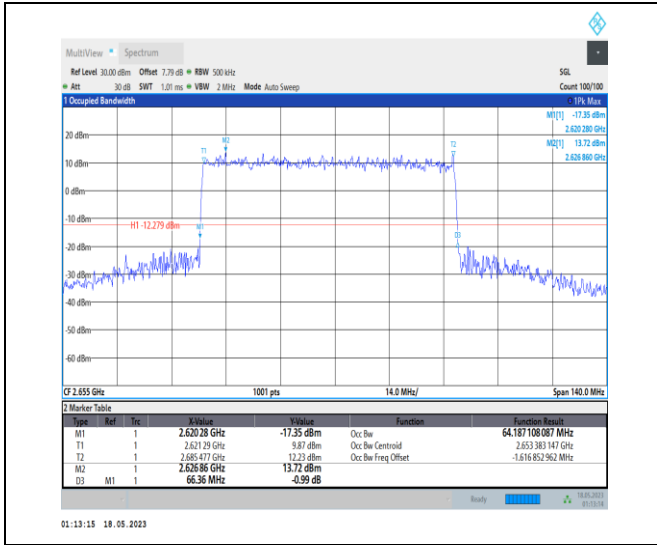 MultiView Spectrum
Ref Level 30.00 dBm Offset 7.79 dB RBW 500 kHz SGL
Att 30 dB SWT 1.01 ms VBW 2 MHz Mode Auto Sweep Count 100/100
1 Occupied Bandwidth 1Pk Max
M1[1] -17.35 dBm
2.620 280 GHz
M2[1] 13.72 dBm
2.626 860 GHz
20 dBm
M2
T1
T2
10 dBm
0 dBm
-10 dBm
H1 -12.279 dBm
M1
D3
-20 dBm
-30 dBm
-40 dBm
-50 dBm
-60 dBm
CF 2.655 GHz 1001 pts 14.0 MHz/ Span 140.0 MHz
2 Marker Table
Type Ref Trc X-Value Y-Value Function Function Result
M1 1 2.620 28 GHz -17.35 dBm Occ Bw 64.187 108 087 MHz
T1 1 2.621 29 GHz 9.87 dBm Occ Bw Centroid 2.653 383 147 GHz
T2 1 2.685 477 GHz 12.23 dBm Occ Bw Freq Offset -1.616 852 962 MHz
M2 1 2.626 86 GHz 13.72 dBm
D3 M1 1 66.36 MHz -0.99 dB
Ready 18.05.2023
01:13:14
01:13:15 18.05.2023